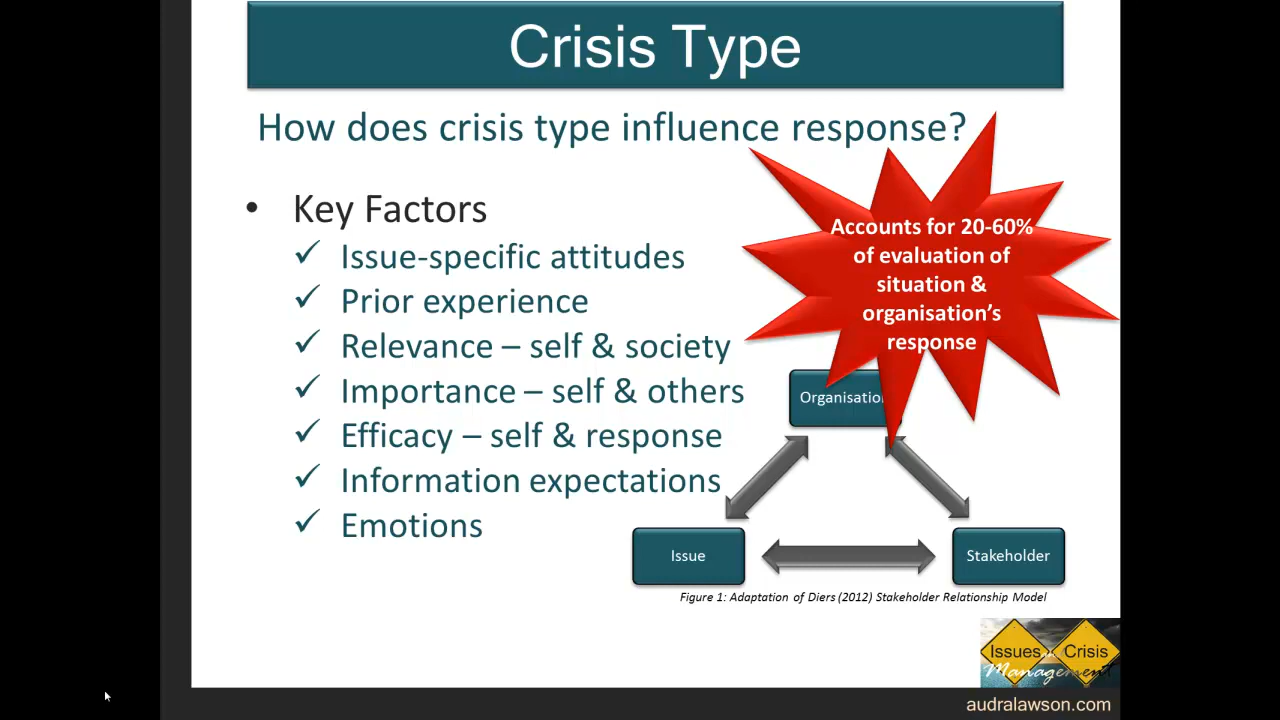 Crisis Type
How does crisis type influence response?
• Key Factors
✓ Issue-specific attitudes
✓ Prior experience
✓ Relevance – self & society
✓ Importance – self & others
✓ Efficacy – self & response
✓ Information expectations
✓ Emotions
Accounts for 20-60%
of evaluation of
situation &
organisation's
response
Organisation
Issue
Stakeholder
Figure 1: Adaptation of Diers (2012) Stakeholder Relationship Model
Issues Crisis
Management
audralawson.com